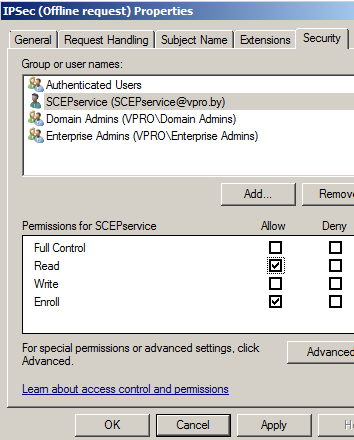 IPSec (Offline request) Properties
General Request Handling Subject Name Extensions Security
Group or user names:
Authenticated Users
SCEPservice (SCEPservice@vpro.by)
Domain Admins (VPRO\Domain Admins)
Enterprise Admins (VPRO\Enterprise Admins)
Add... Remove
Permissions for SCEPservice Allow Deny
Full Control
Read
Write
Enroll
For special permissions or advanced settings, click
Advanced.
Advanced
Learn about access control and permissions
OK Cancel Apply